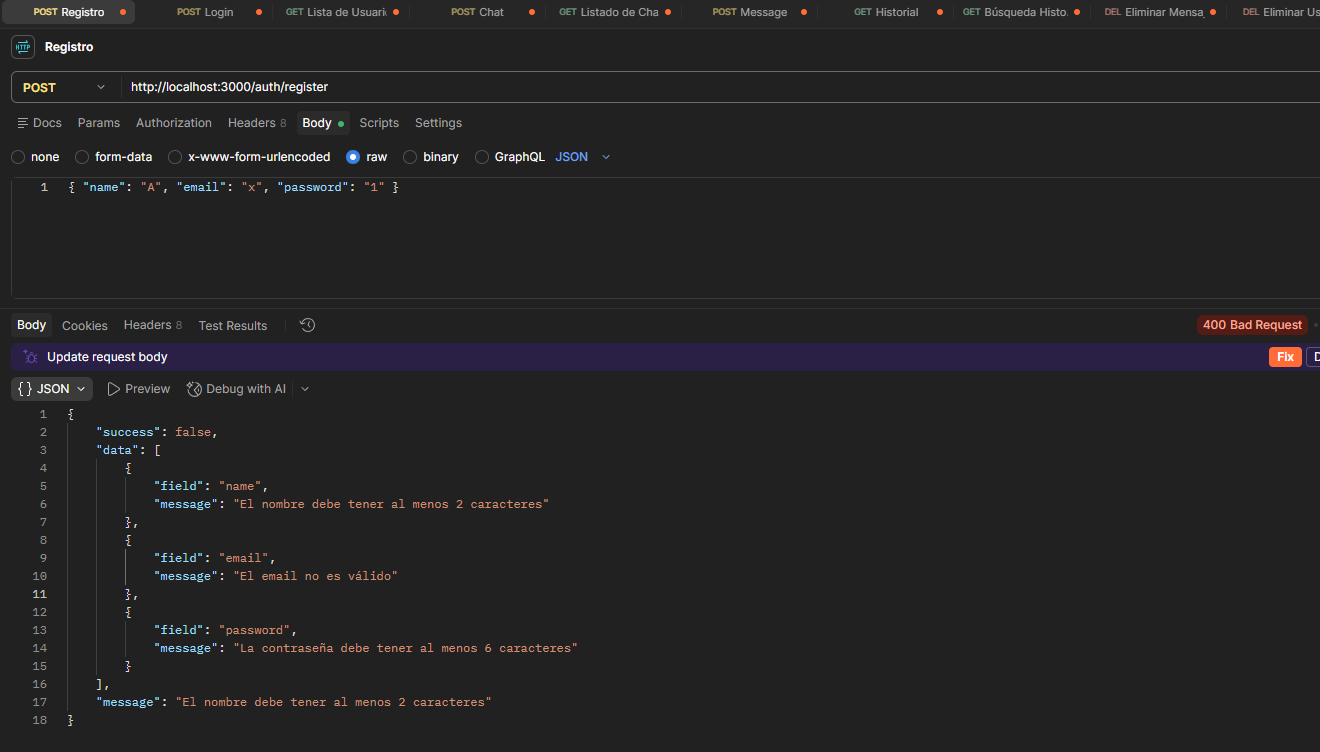 POST Registro POST Login GET Lista de Usuari POST Chat GET Listado de Cha POST Message GET Historial GET Búsqueda Histo. DEL Eliminar Mensa DEL Eliminar Us
HTTP Registro
POST http://localhost:3000/auth/register
Docs Params Authorization Headers 8 Body Scripts Settings
none form-data x-www-form-urlencoded raw binary GraphQL JSON
1 { "name": "A", "email": "x", "password": "1" }
Body Cookies Headers 8 Test Results 400 Bad Request
Update request body Fix D
{} JSON Preview Debug with AI
1 {
2 "success": false,
3 "data": [
4 {
5 "field": "name",
6 "message": "El nombre debe tener al menos 2 caracteres"
7 },
8 {
9 "field": "email",
10 "message": "El email no es válido"
11 },
12 {
13 "field": "password",
14 "message": "La contraseña debe tener al menos 6 caracteres"
15 }
16 ],
17 "message": "El nombre debe tener al menos 2 caracteres"
18 }